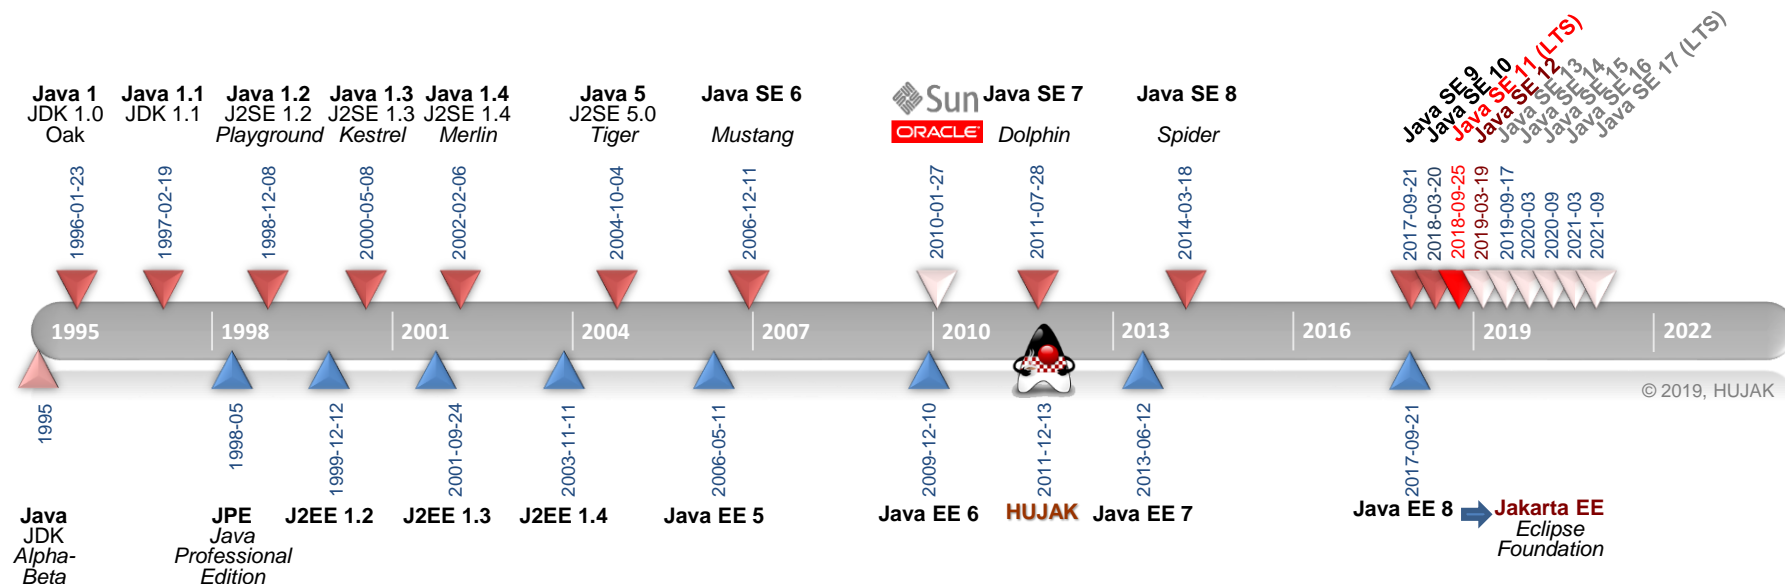 Java 1
JDK 1.0
Oak
Java 1.1
JDK 1.1
Java 1.2
J2SE 1.2
Playground
Java 1.3
J2SE 1.3
Kestrel
Java 1.4
J2SE 1.4
Merlin
Java 5
J2SE 5.0
Tiger
Java SE 6
Mustang
Sun
ORACLE
Java SE 7
Dolphin
Java SE 8
Spider
Java SE 9
Java SE 10
Java SE 11 (LTS)
Java SE 12
Java SE 13
Java SE 14
Java SE 15
Java SE 16
Java SE 17 (LTS)
1996-01-23
1997-02-19
1998-12-08
2000-05-08
2002-02-06
2004-10-04
2006-12-11
2010-01-27
2011-07-28
2014-03-18
2017-09-21
2018-03-20
2018-09-25
2019-03-19
2019-09-17
2020-03
2020-09
2021-03
2021-09
1995
1998
2001
2004
2007
2010
2013
2016
2019
2022
© 2019, HUJAK
1995
1998-05
1999-12-12
2001-09-24
2003-11-11
2006-05-11
2009-12-10
2011-12-13
2013-06-12
2017-09-21
Java
JDK
Alpha-
Beta
JPE
Java
Professional
Edition
J2EE 1.2
J2EE 1.3
J2EE 1.4
Java EE 5
Java EE 6
HUJAK
Java EE 7
Java EE 8
Jakarta EE
Eclipse
Foundation